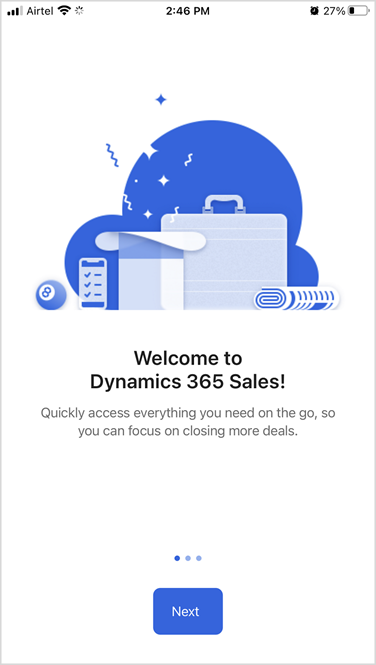 Airtel 2:46 PM 27%
Welcome to
Dynamics 365 Sales!
Quickly access everything you need on the go, so
you can focus on closing more deals.
Next